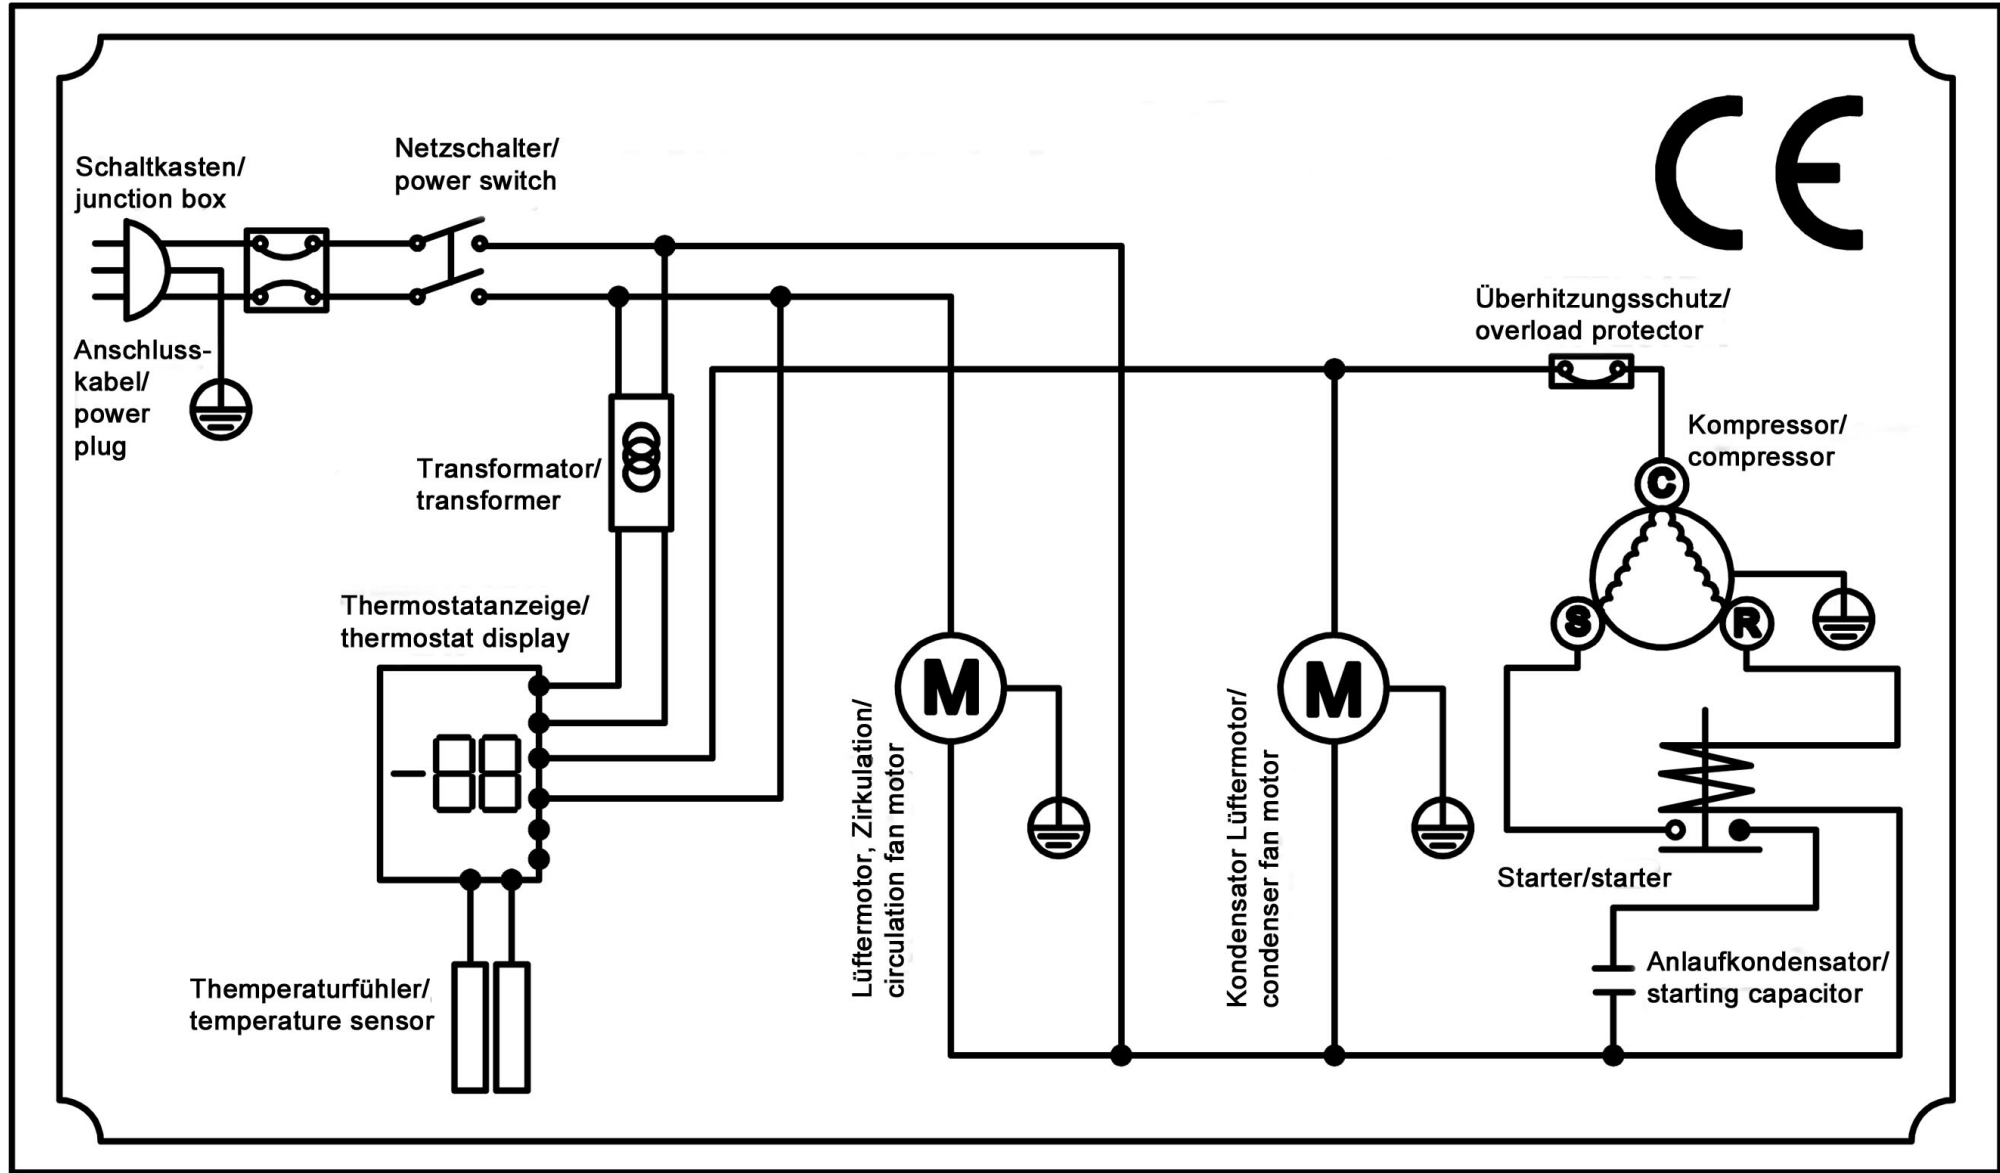 Schaltkasten/
junction box
Netzschalter/
power switch
CE
Anschluss-
kabel/
power
plug
Überhitzungsschutz/
overload protector
Transformator/
transformer
Kompressor/
compressor
C
S
R
Thermostatanzeige/
thermostat display
-88
M
M
Lüftermotor, Zirkulation/
circulation fan motor
Kondensator Lüftermotor/
condenser fan motor
Starter/starter
Themperaturfühler/
temperature sensor
Anlaufkondensator/
starting capacitor